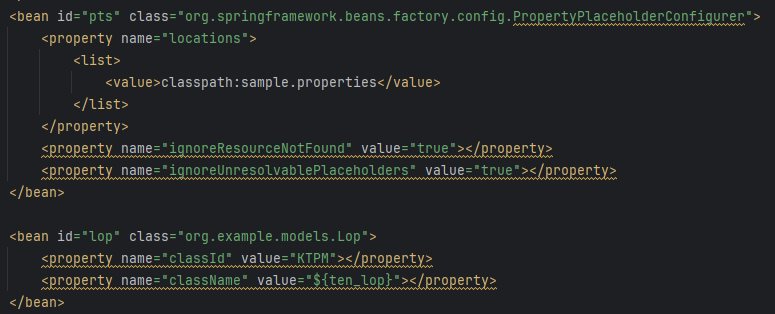 <bean id="pts" class="org.springframework.beans.factory.config.PropertyPlaceholderConfigurer">
    <property name="locations">
        <list>
            <value>classpath:sample.properties</value>
        </list>
    </property>
    <property name="ignoreResourceNotFound" value="true"></property>
    <property name="ignoreUnresolvablePlaceholders" value="true"></property>
</bean>

<bean id="lop" class="org.example.models.Lop">
    <property name="classId" value="KTPM"></property>
    <property name="className" value="${ten_lop}"></property>
</bean>